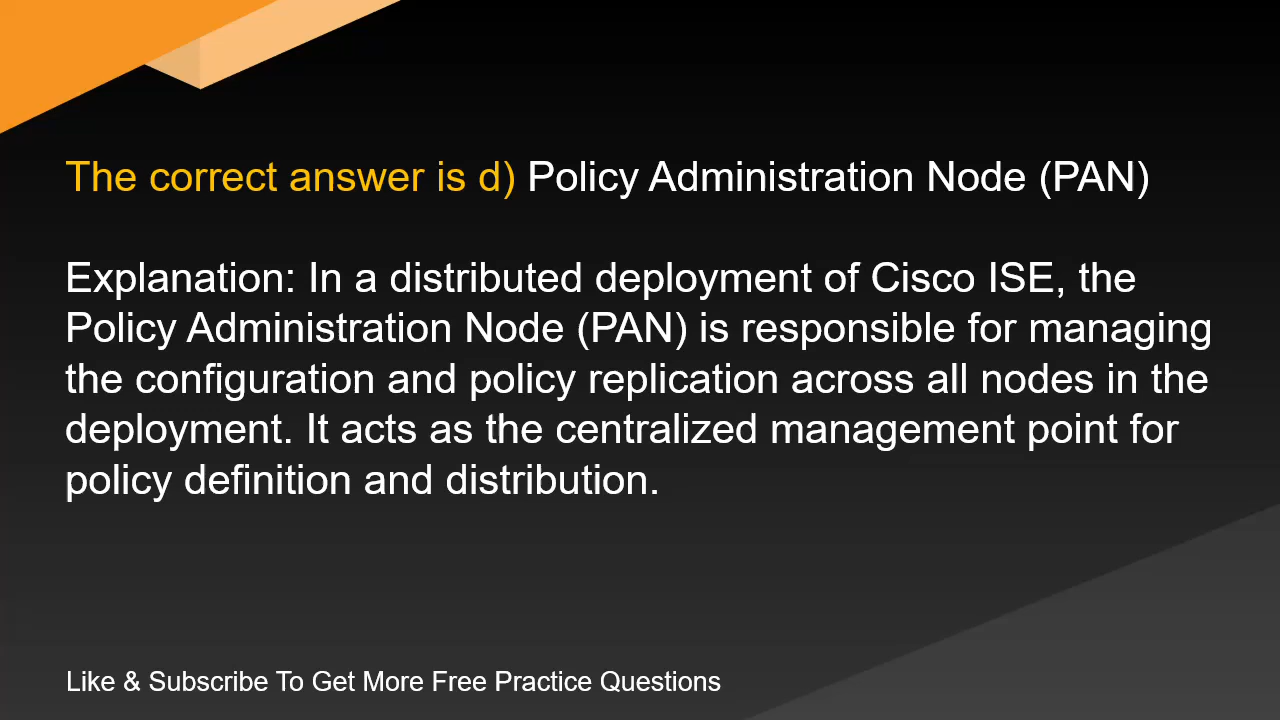 The correct answer is d) Policy Administration Node (PAN)
Explanation: In a distributed deployment of Cisco ISE, the
Policy Administration Node (PAN) is responsible for managing
the configuration and policy replication across all nodes in the
deployment. It acts as the centralized management point for
policy definition and distribution.
Like & Subscribe To Get More Free Practice Questions